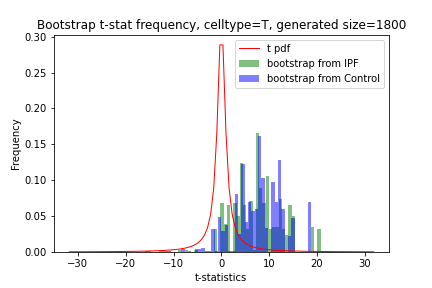 Bootstrap t-stat frequency, celltype=T, generated size=1800
t pdf
bootstrap from IPF
bootstrap from Control
Frequency
0.30
0.25
0.20
0.15
0.10
0.05
0.00
−30 −20 −10 0 10 20 30
t-statistics